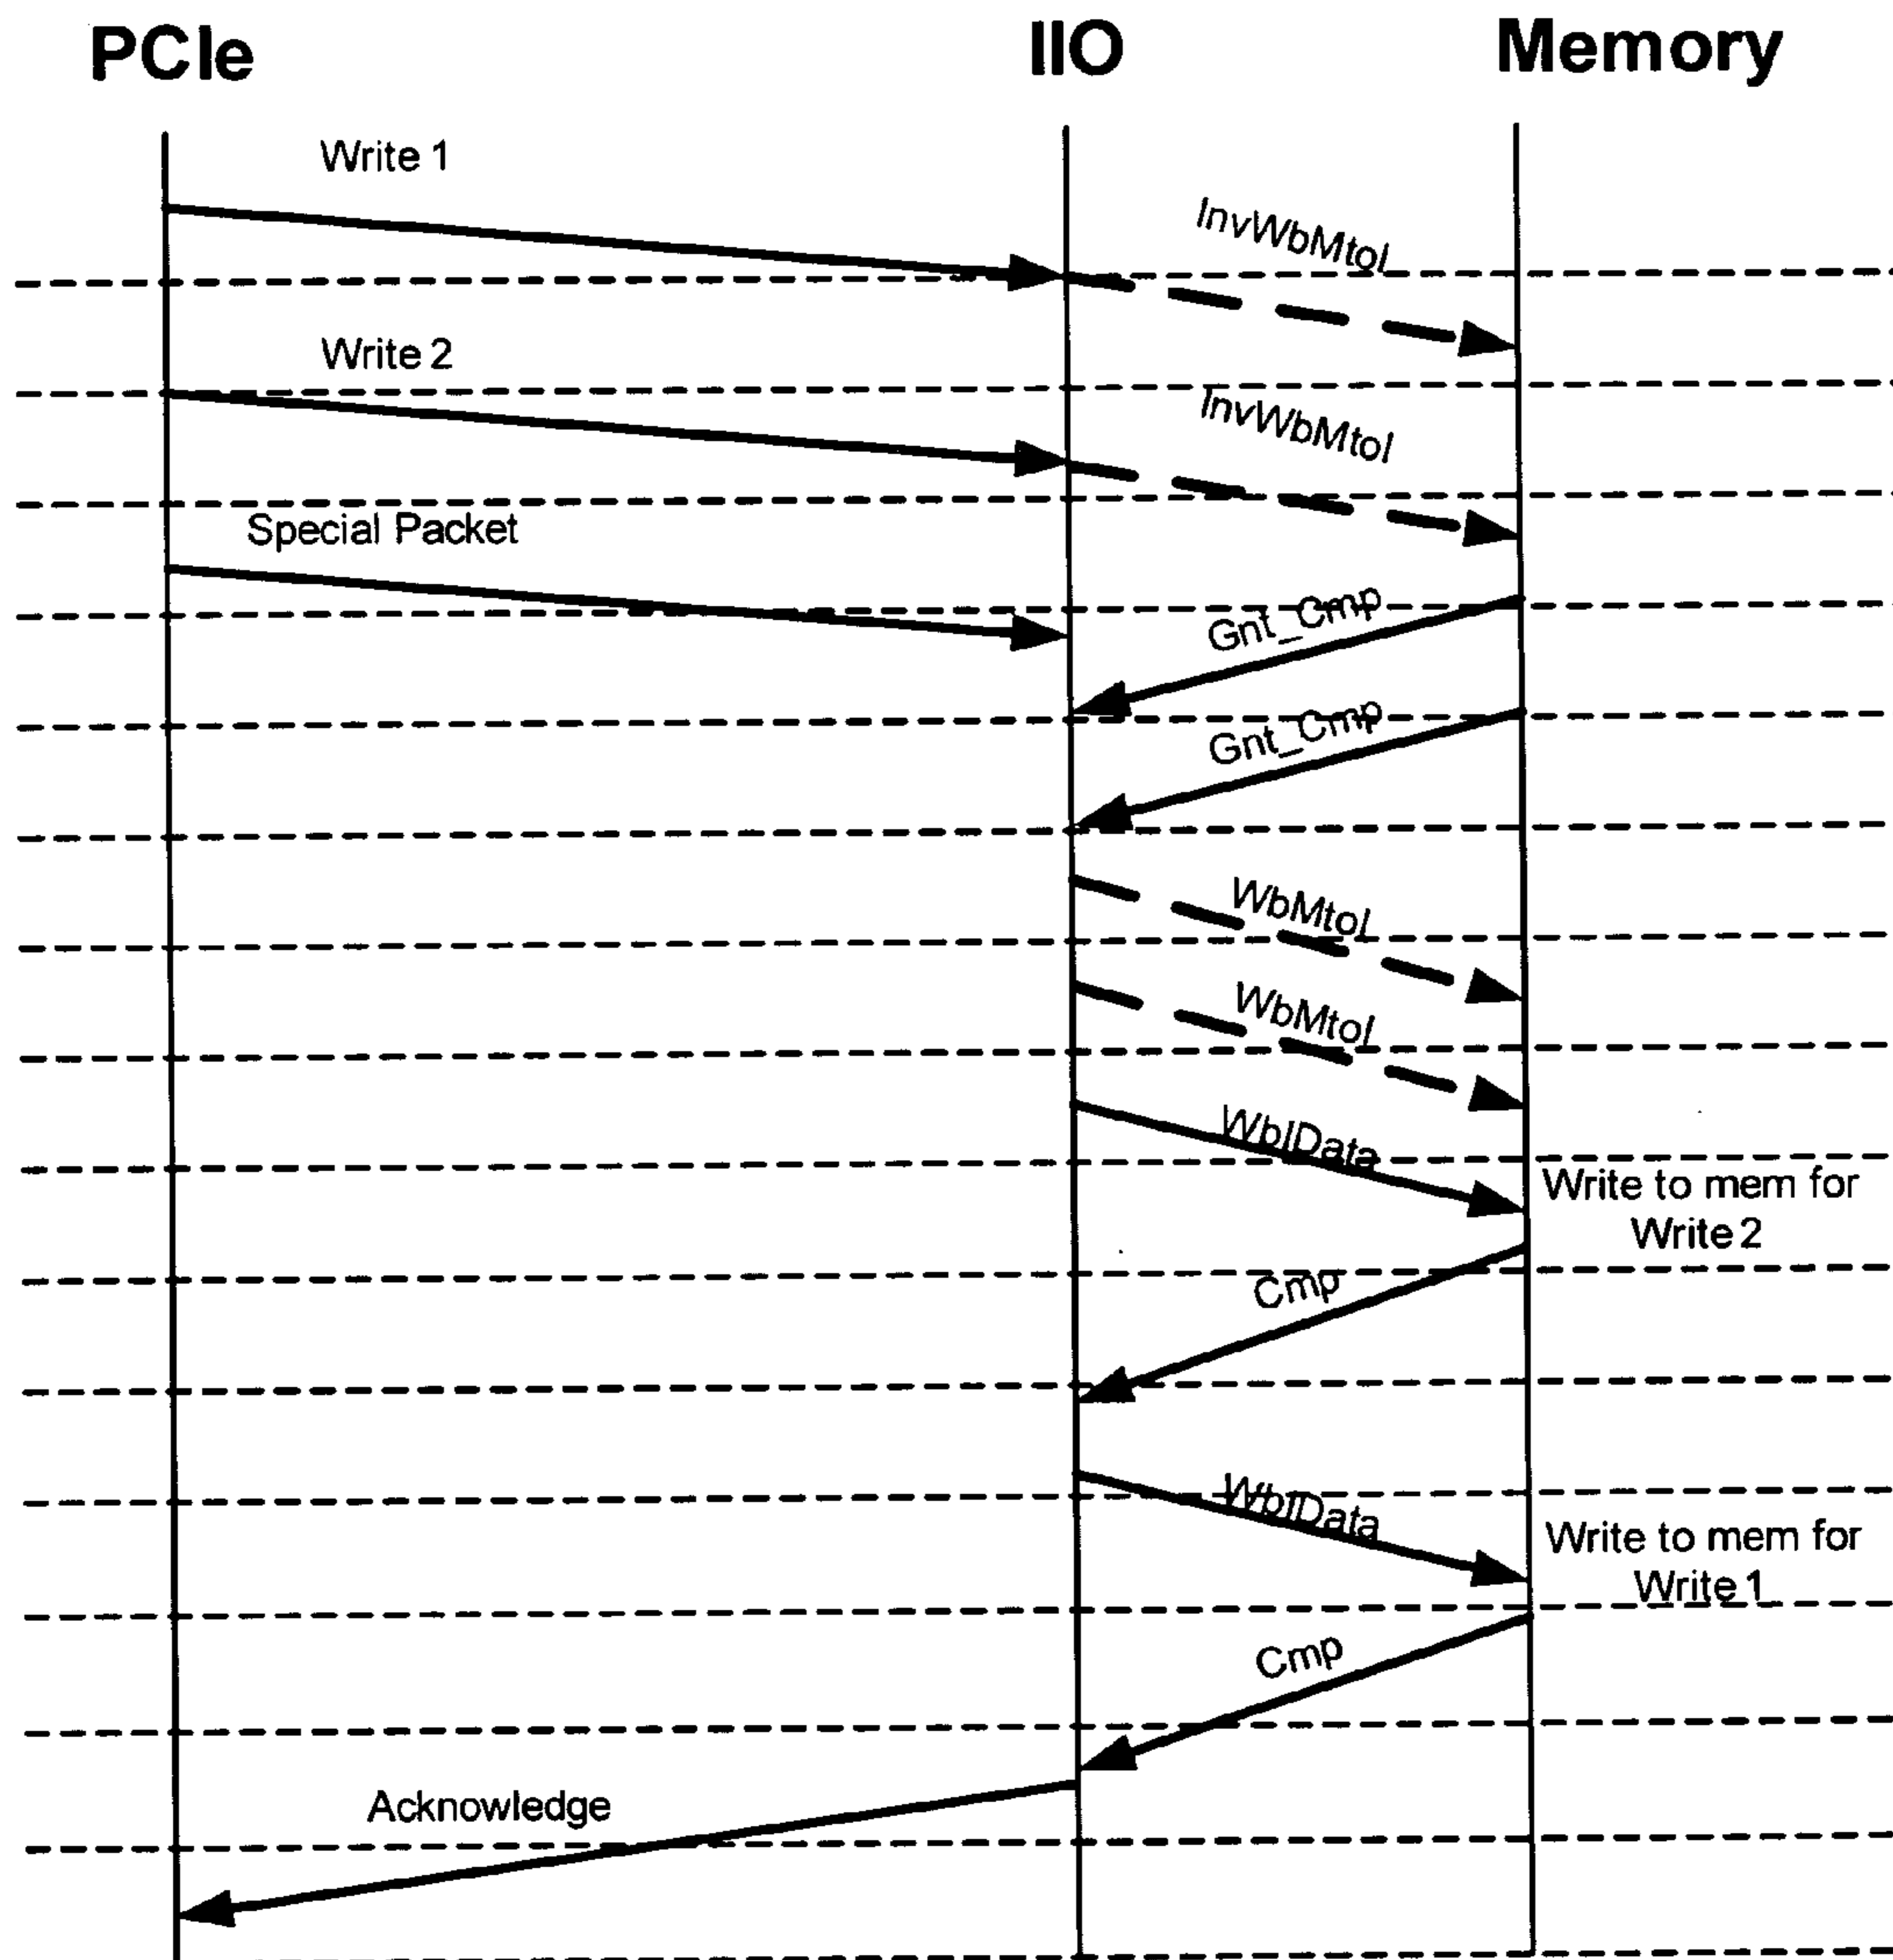 PCIe
IIO
Memory
Write 1
InvWbMtoI
Write 2
InvWbMtoI
Special Packet
Gnt_Cmp
Gnt_Cmp
WbMtoI
WbMtoI
WbIData
Write to mem for
Write 2
Cmp
WbIData
Write to mem for
Write 1
Cmp
Acknowledge